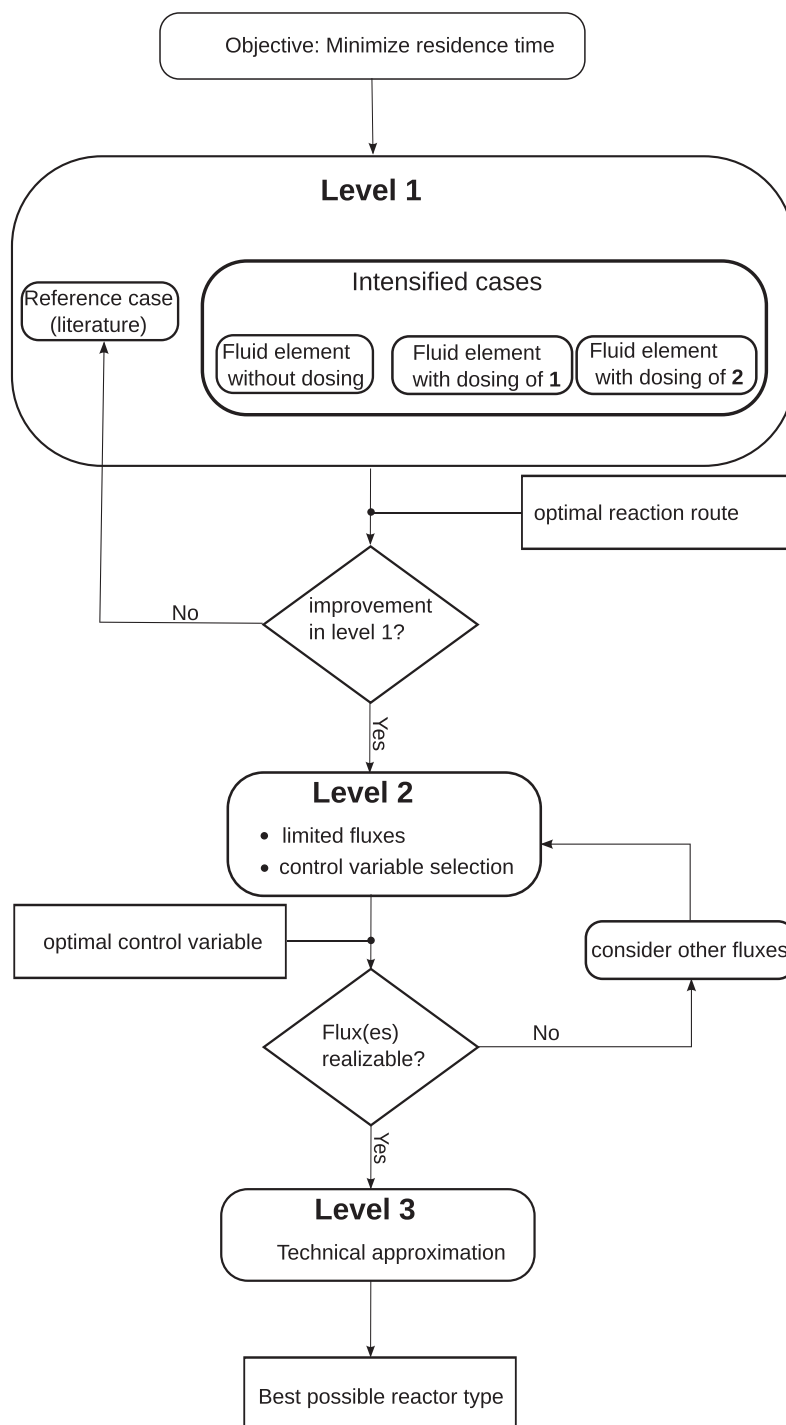 Objective: Minimize residence time
Level 1
Intensified cases
Reference case
(literature)
Fluid element
without dosing
Fluid element
with dosing of 1
Fluid element
with dosing of 2
optimal reaction route
improvement
in level 1?
No
Yes
Level 2
• limited fluxes
• control variable selection
optimal control variable
consider other fluxes
Flux(es)
realizable?
No
Yes
Level 3
Technical approximation
Best possible reactor type